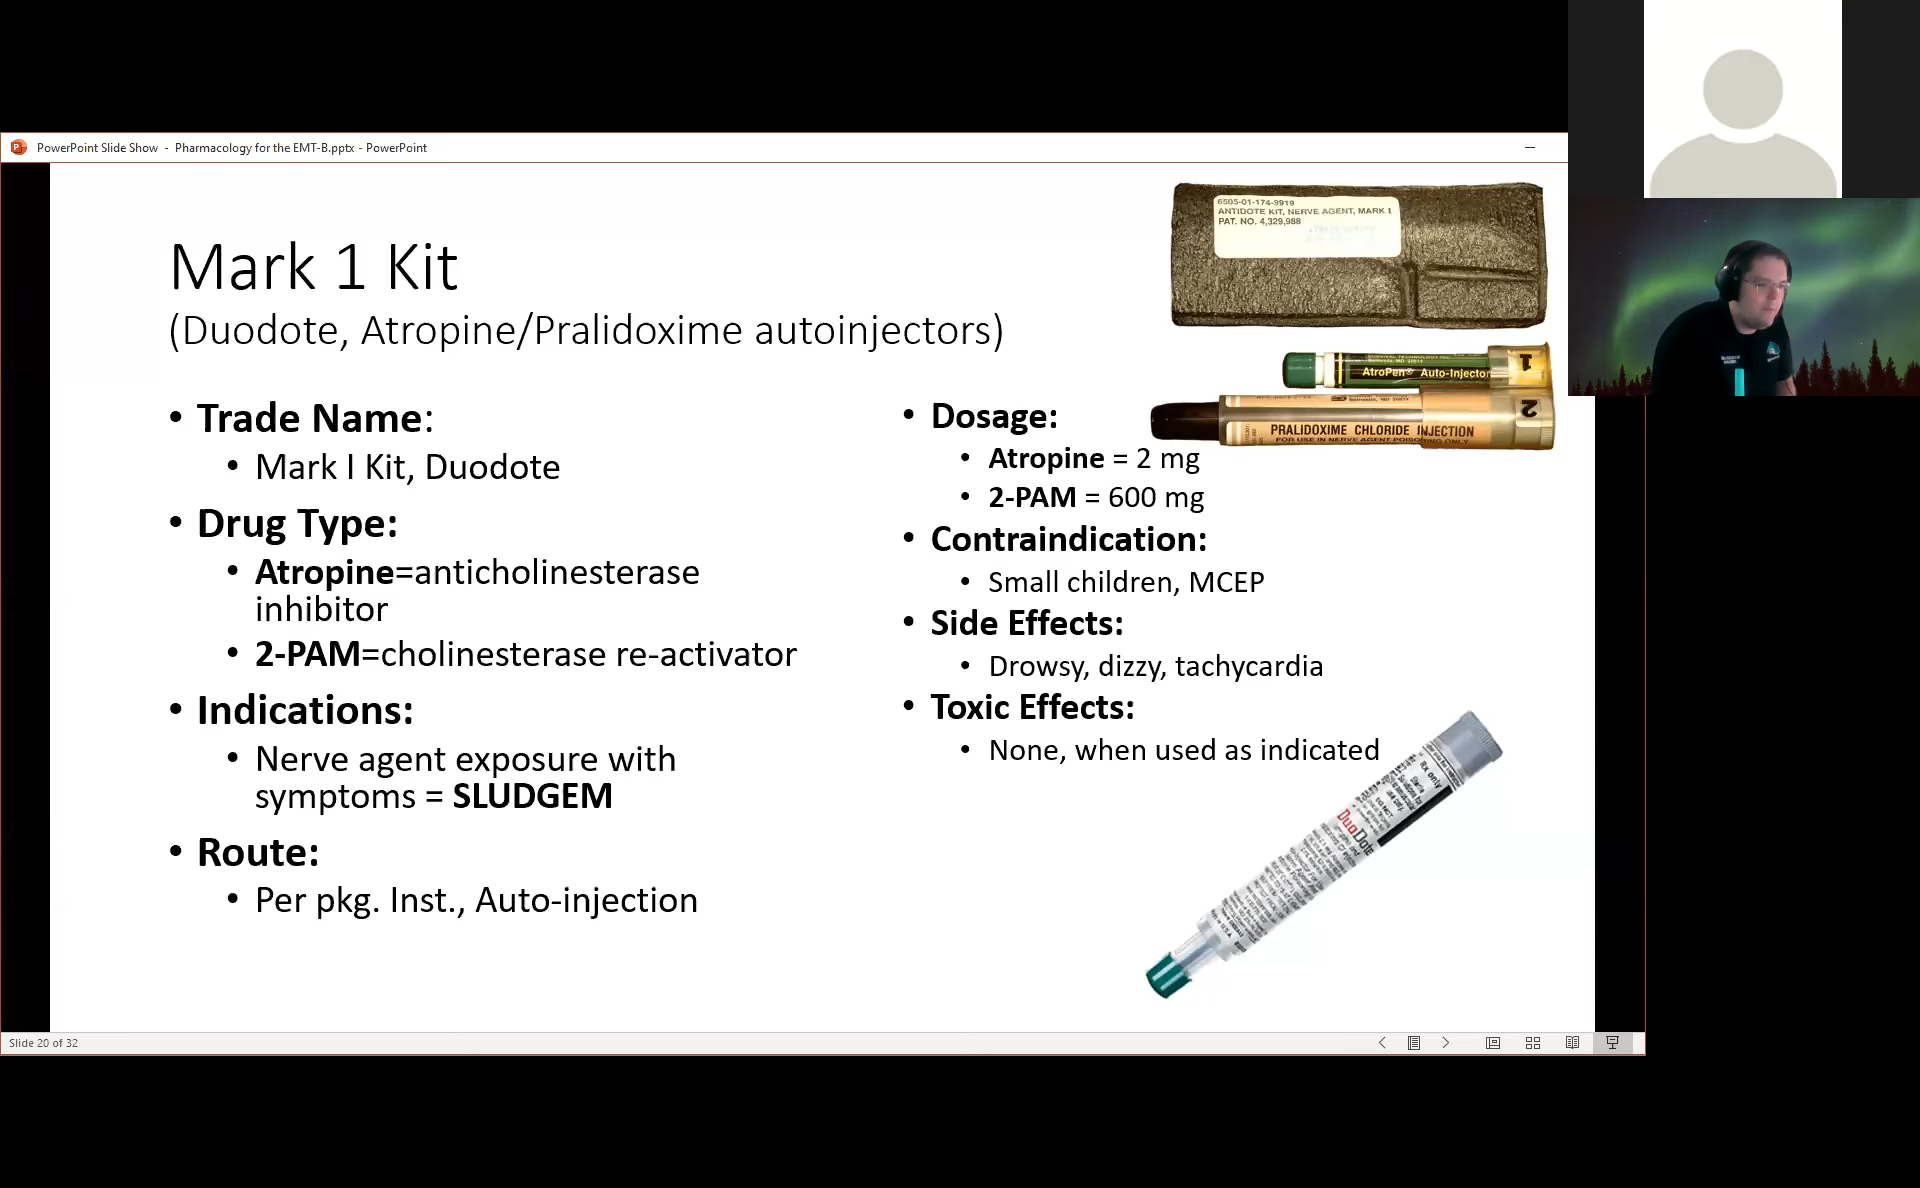 PowerPoint Slide Show - Pharmacology for the EMT-B.pptx - PowerPoint
6505-01-174-9919
ANTIDOTE KIT, NERVE AGENT, MARK I
PAT. NO. 4,329,988
Mark 1 Kit
(Duodote, Atropine/Pralidoxime autoinjectors)
AtroPen® Auto-Injector
1
2
PRALIDOXIME CHLORIDE INJECTION
FOR USE IN NERVE AGENT POISONING ONLY
• Trade Name:
• Mark I Kit, Duodote
• Drug Type:
• Atropine=anticholinesterase
inhibitor
• 2-PAM=cholinesterase re-activator
• Indications:
• Nerve agent exposure with
symptoms = SLUDGEM
• Route:
• Per pkg. Inst., Auto-injection
• Dosage:
• Atropine = 2 mg
• 2-PAM = 600 mg
• Contraindication:
• Small children, MCEP
• Side Effects:
• Drowsy, dizzy, tachycardia
• Toxic Effects:
• None, when used as indicated
Rx only
DuoDote
Slide 20 of 32